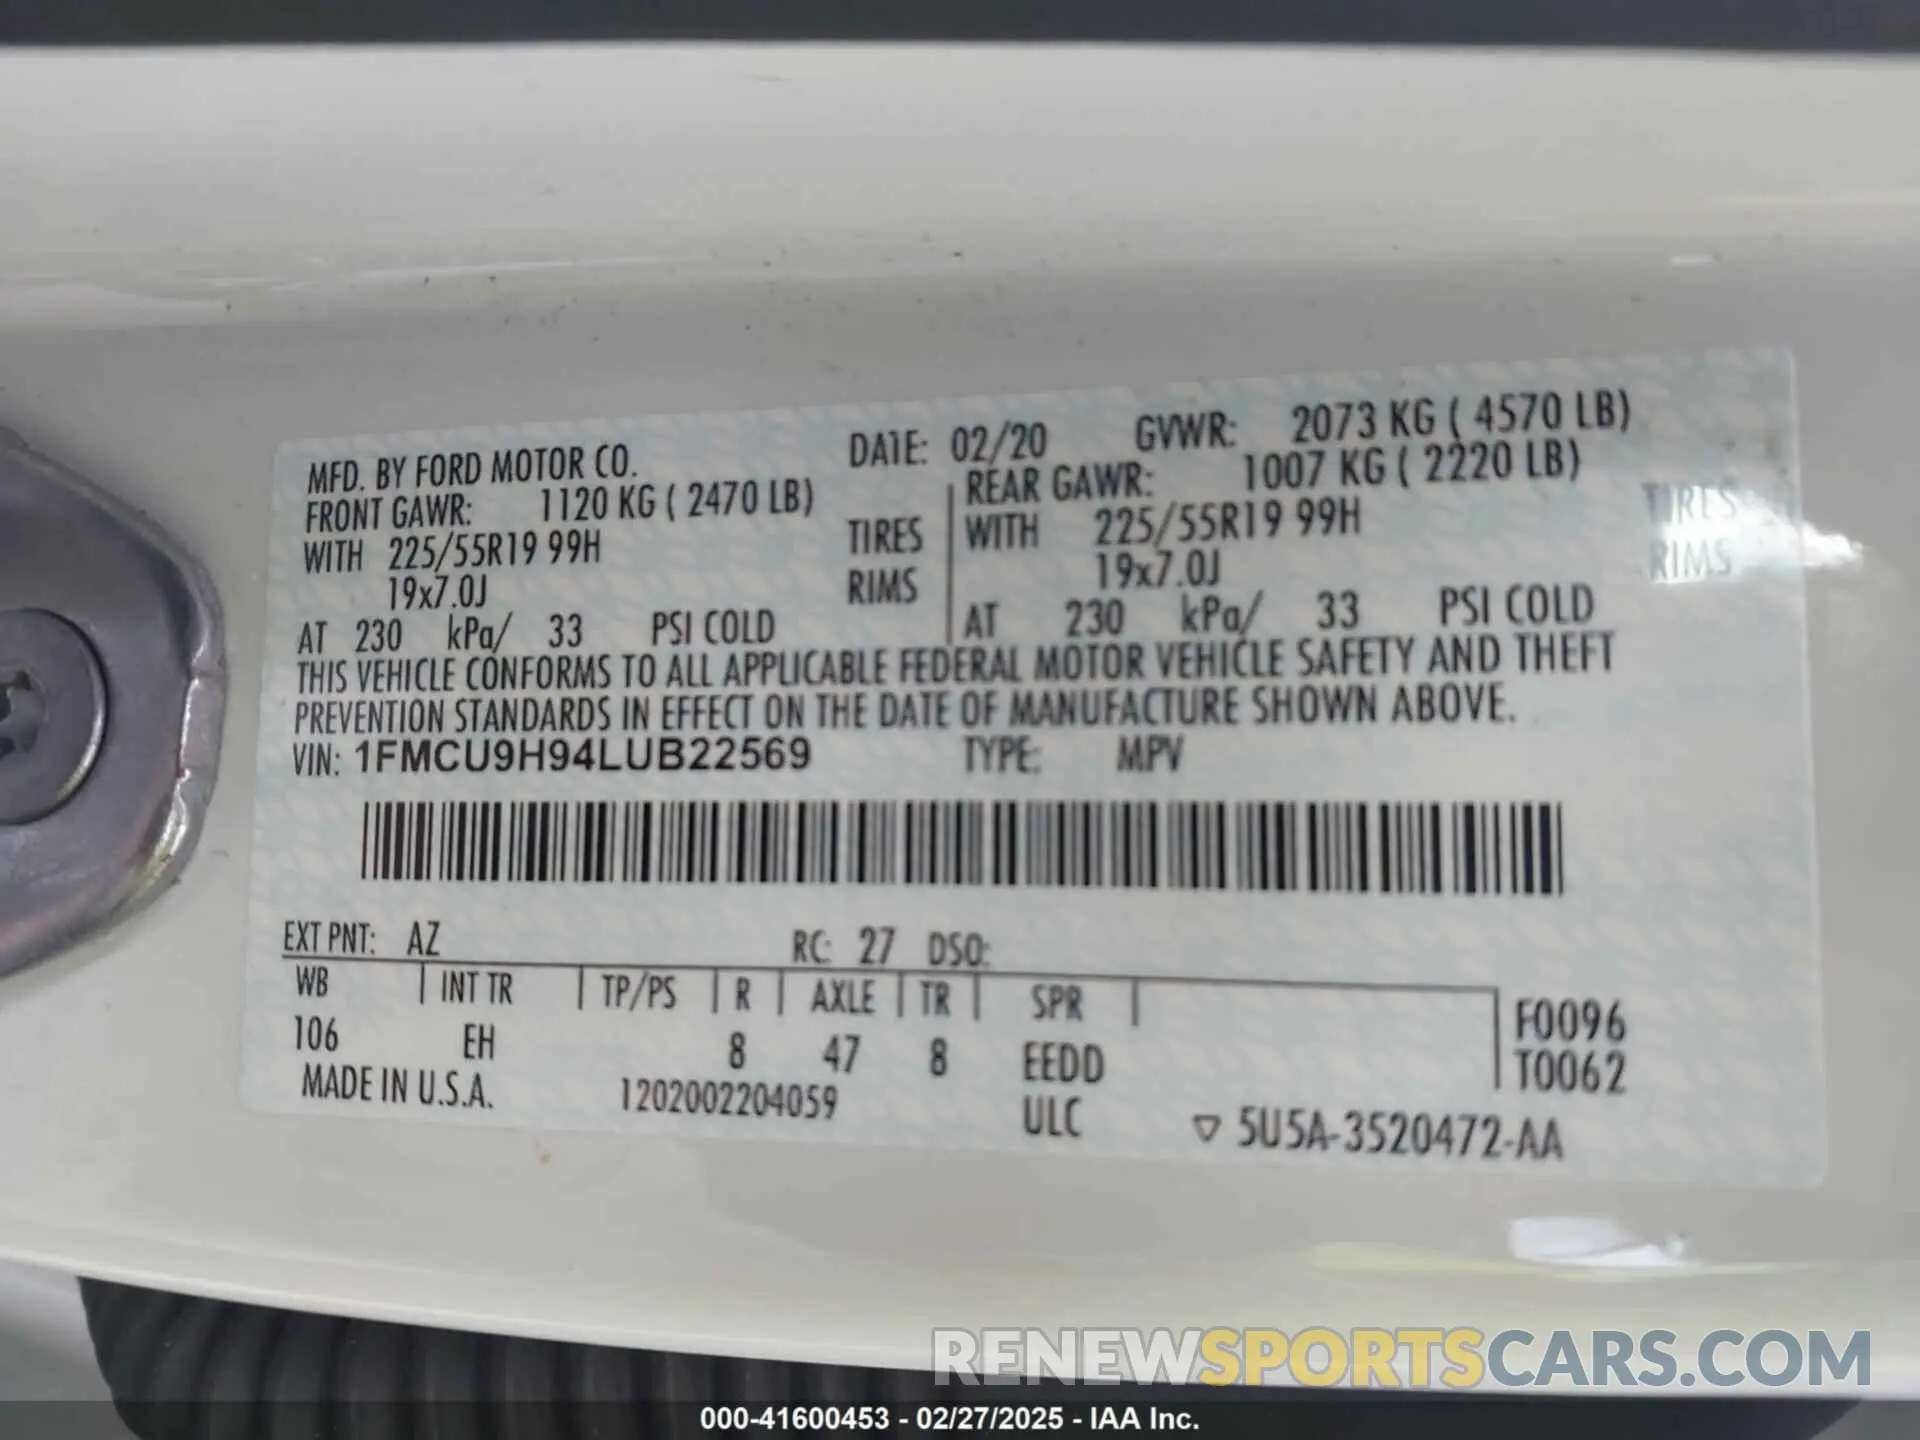 MFD. BY FORD MOTOR CO. DATE: 02/20 GVWR: 2073 KG ( 4570 LB)
FRONT GAWR: 1120 KG ( 2470 LB) REAR GAWR: 1007 KG ( 2220 LB)
WITH 225/55R19 99H TIRES WITH 225/55R19 99H TIRES
19x7.0J RIMS 19x7.0J RIMS
AT 230 kPa/ 33 PSI COLD AT 230 kPa/ 33 PSI COLD
THIS VEHICLE CONFORMS TO ALL APPLICABLE FEDERAL MOTOR VEHICLE SAFETY AND THEFT
PREVENTION STANDARDS IN EFFECT ON THE DATE OF MANUFACTURE SHOWN ABOVE.
VIN: 1FMCU9H94LUB22569 TYPE: MPV
EXT PNT: AZ RC: 27 DSO:
WB INT TR TP/PS R AXLE TR SPR F0096
106 EH 8 47 8 EEDD T0062
MADE IN U.S.A. 1202002204059 ULC ▽ 5U5A-3520472-AA
RENEWSPORTSCARS.COM
000-41600453 - 02/27/2025 - IAA Inc.